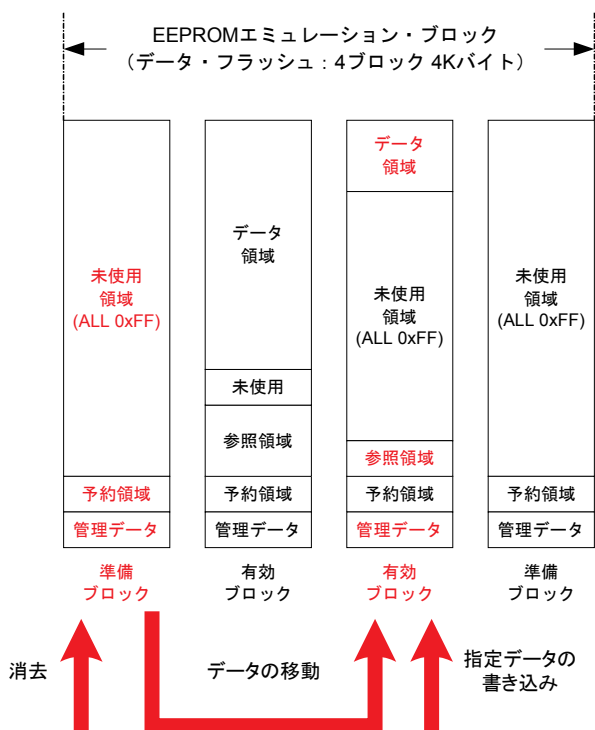 EEPROMエミュレーション・ブロック
（データ・フラッシュ：4ブロック 4Kバイト）
未使用
領域
(ALL 0xFF)
予約領域
管理データ
準備
ブロック
データ
領域
未使用
参照領域
予約領域
管理データ
有効
ブロック
データ
領域
未使用
領域
(ALL 0xFF)
参照領域
予約領域
管理データ
有効
ブロック
未使用
領域
(ALL 0xFF)
予約領域
管理データ
準備
ブロック
消去
データの移動
指定データの
書き込み